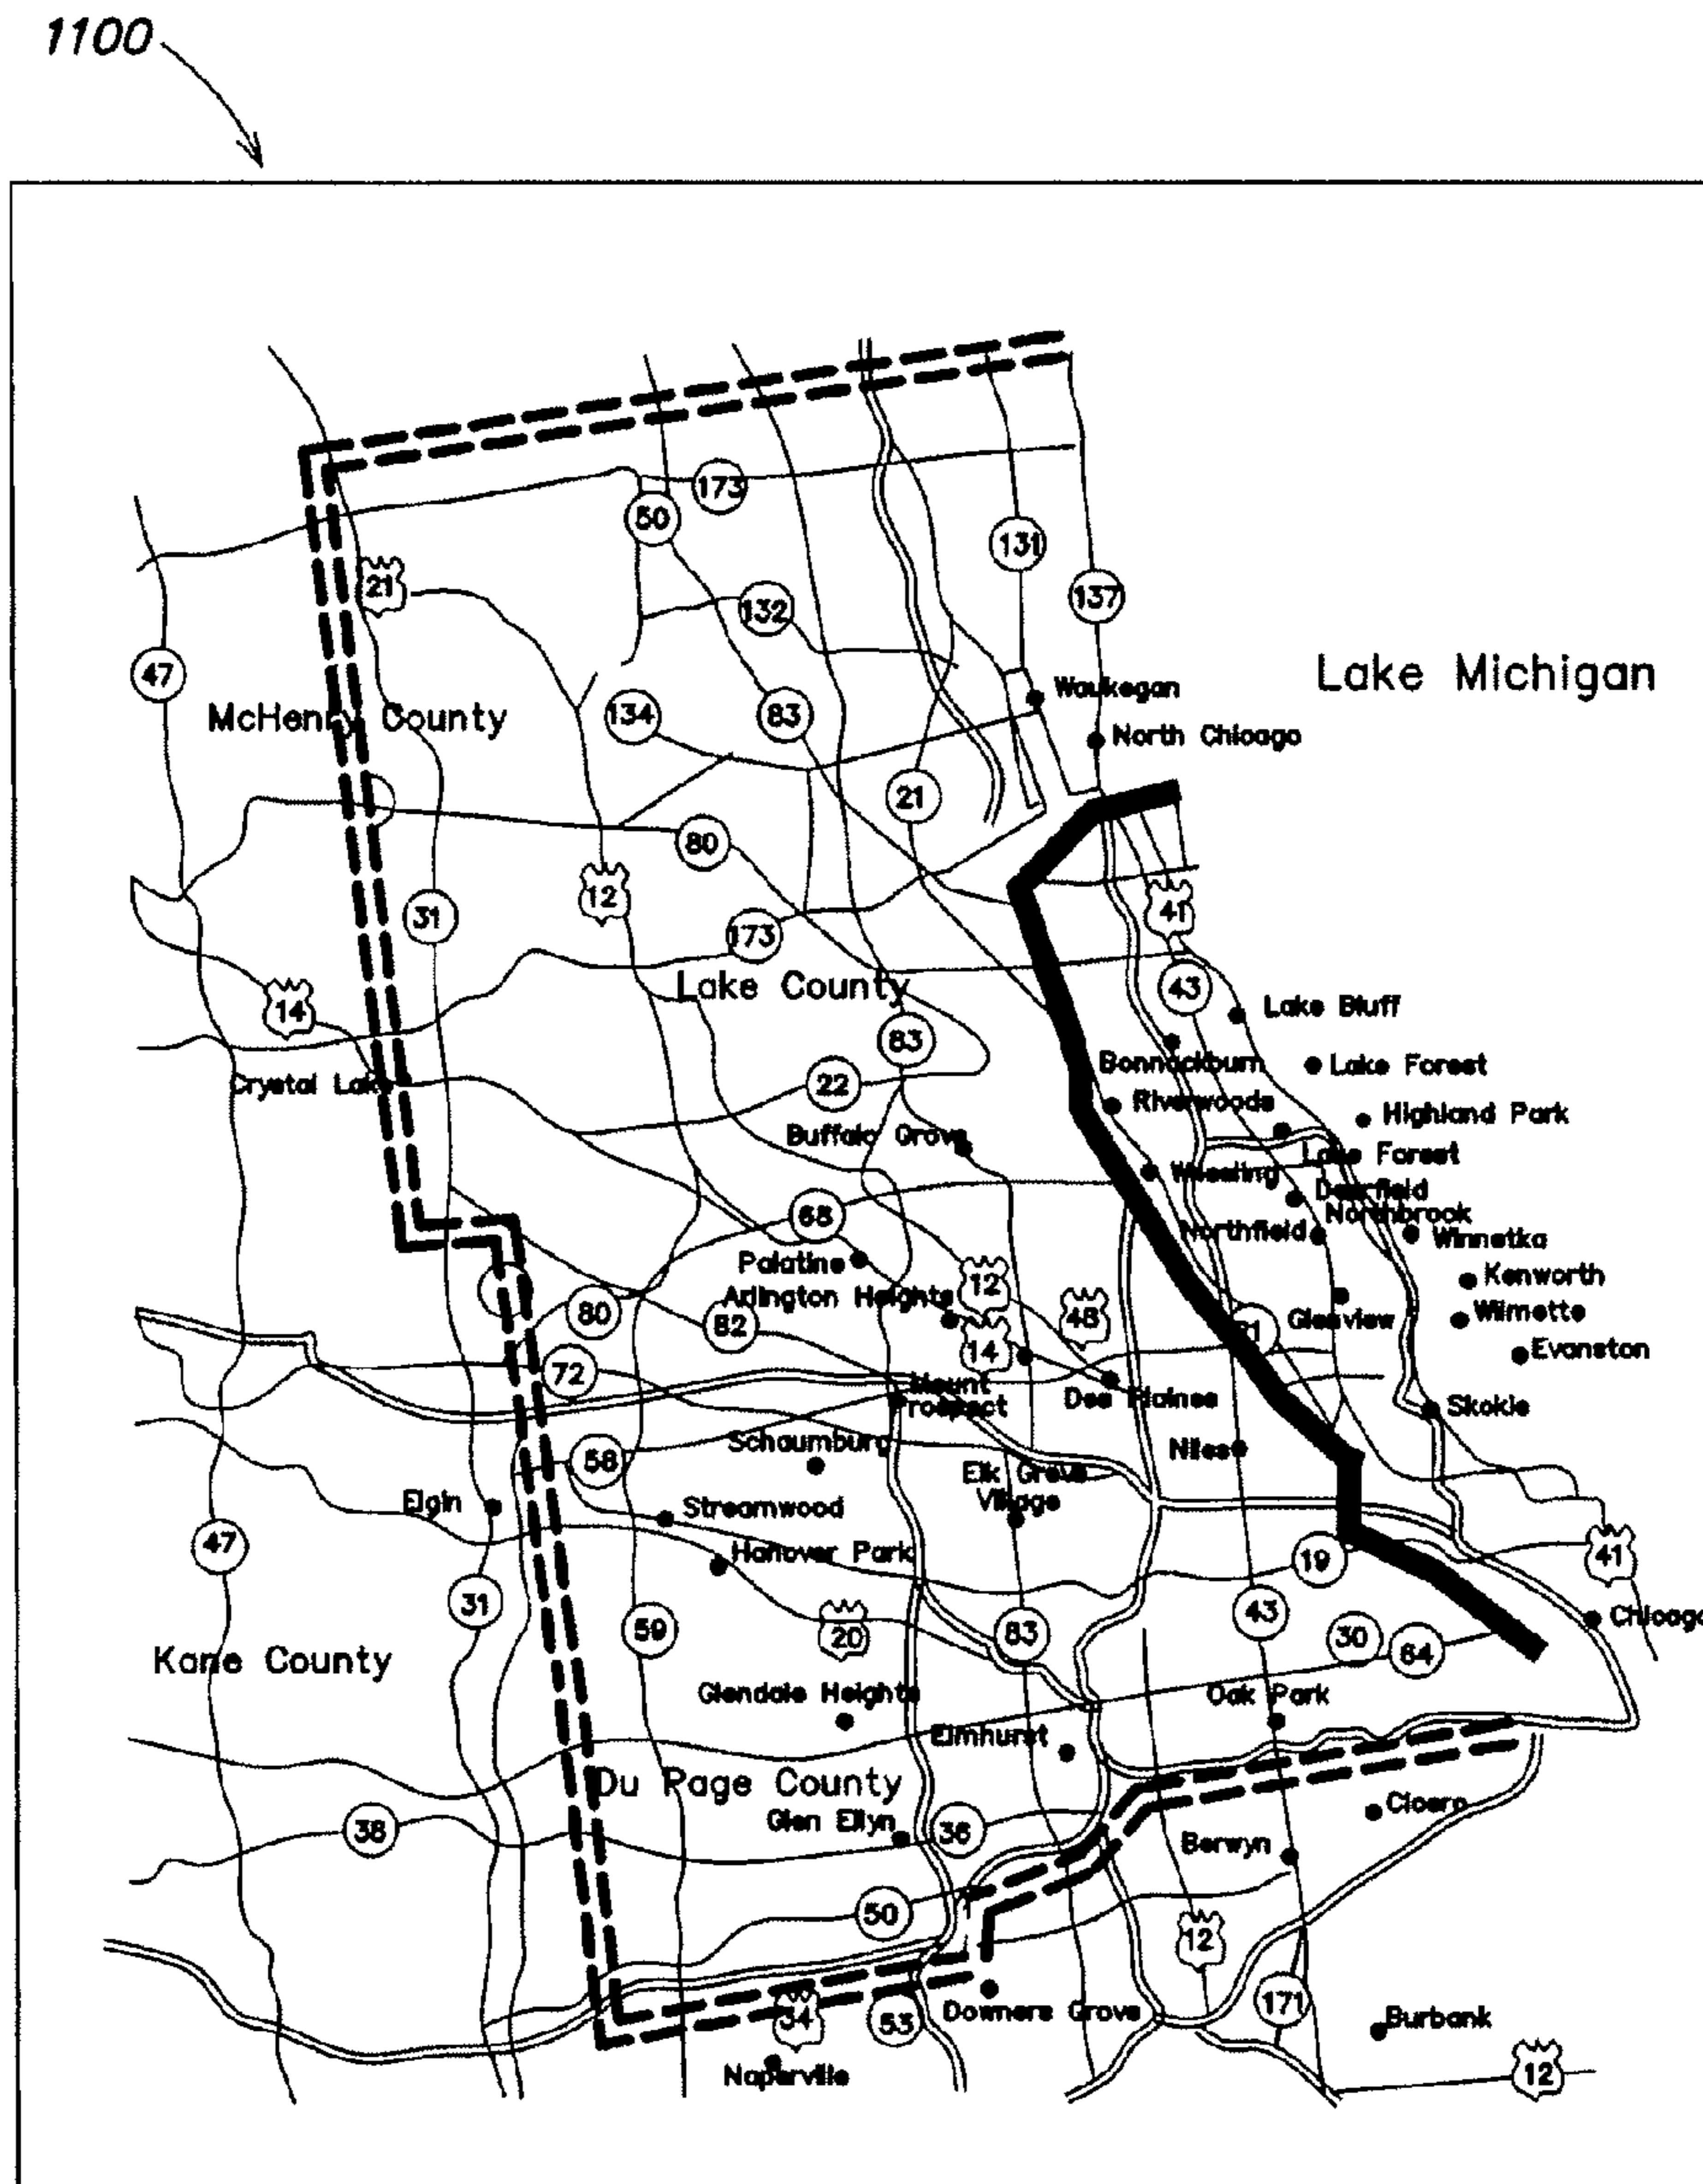 1100
173
50
131
21
132
137
47
Lake Michigan
Waukegan
McHenry County
134
83
North Chicago
21
80
12
31
41
173
Lake County
43
14
Lake Bluff
83
Bonnockburn
Lake Forest
Crystal Lake
22
Riverwoods
Highland Park
Buffalo Grove
Lake Forest
Wheeling
Deerfield
68
Northbrook
Northfield
Winnetka
Palatine
12
Kenworth
Arlington Heights
80
82
48
Glenview
Wilmette
14
Evanston
72
Des Plaines
Mount
Prospect
Skokie
Schaumburg
58
Niles
Elk Grove
Village
Elgin
Streamwood
47
Hanover Park
19
41
31
59
20
83
43
30
64
Chicago
Kane County
Glendale Heights
Oak Park
Elmhurst
Du Page County
Cicero
38
Glen Ellyn
36
Berwyn
50
12
34
53
Downers Grove
171
Burbank
Naperville
12